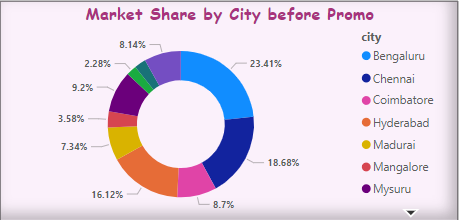 Market Share by City before Promo
city
Bengaluru
Chennai
Coimbatore
Hyderabad
Madurai
Mangalore
Mysuru
23.41%
18.68%
8.7%
16.12%
7.34%
3.58%
9.2%
2.28%
8.14%